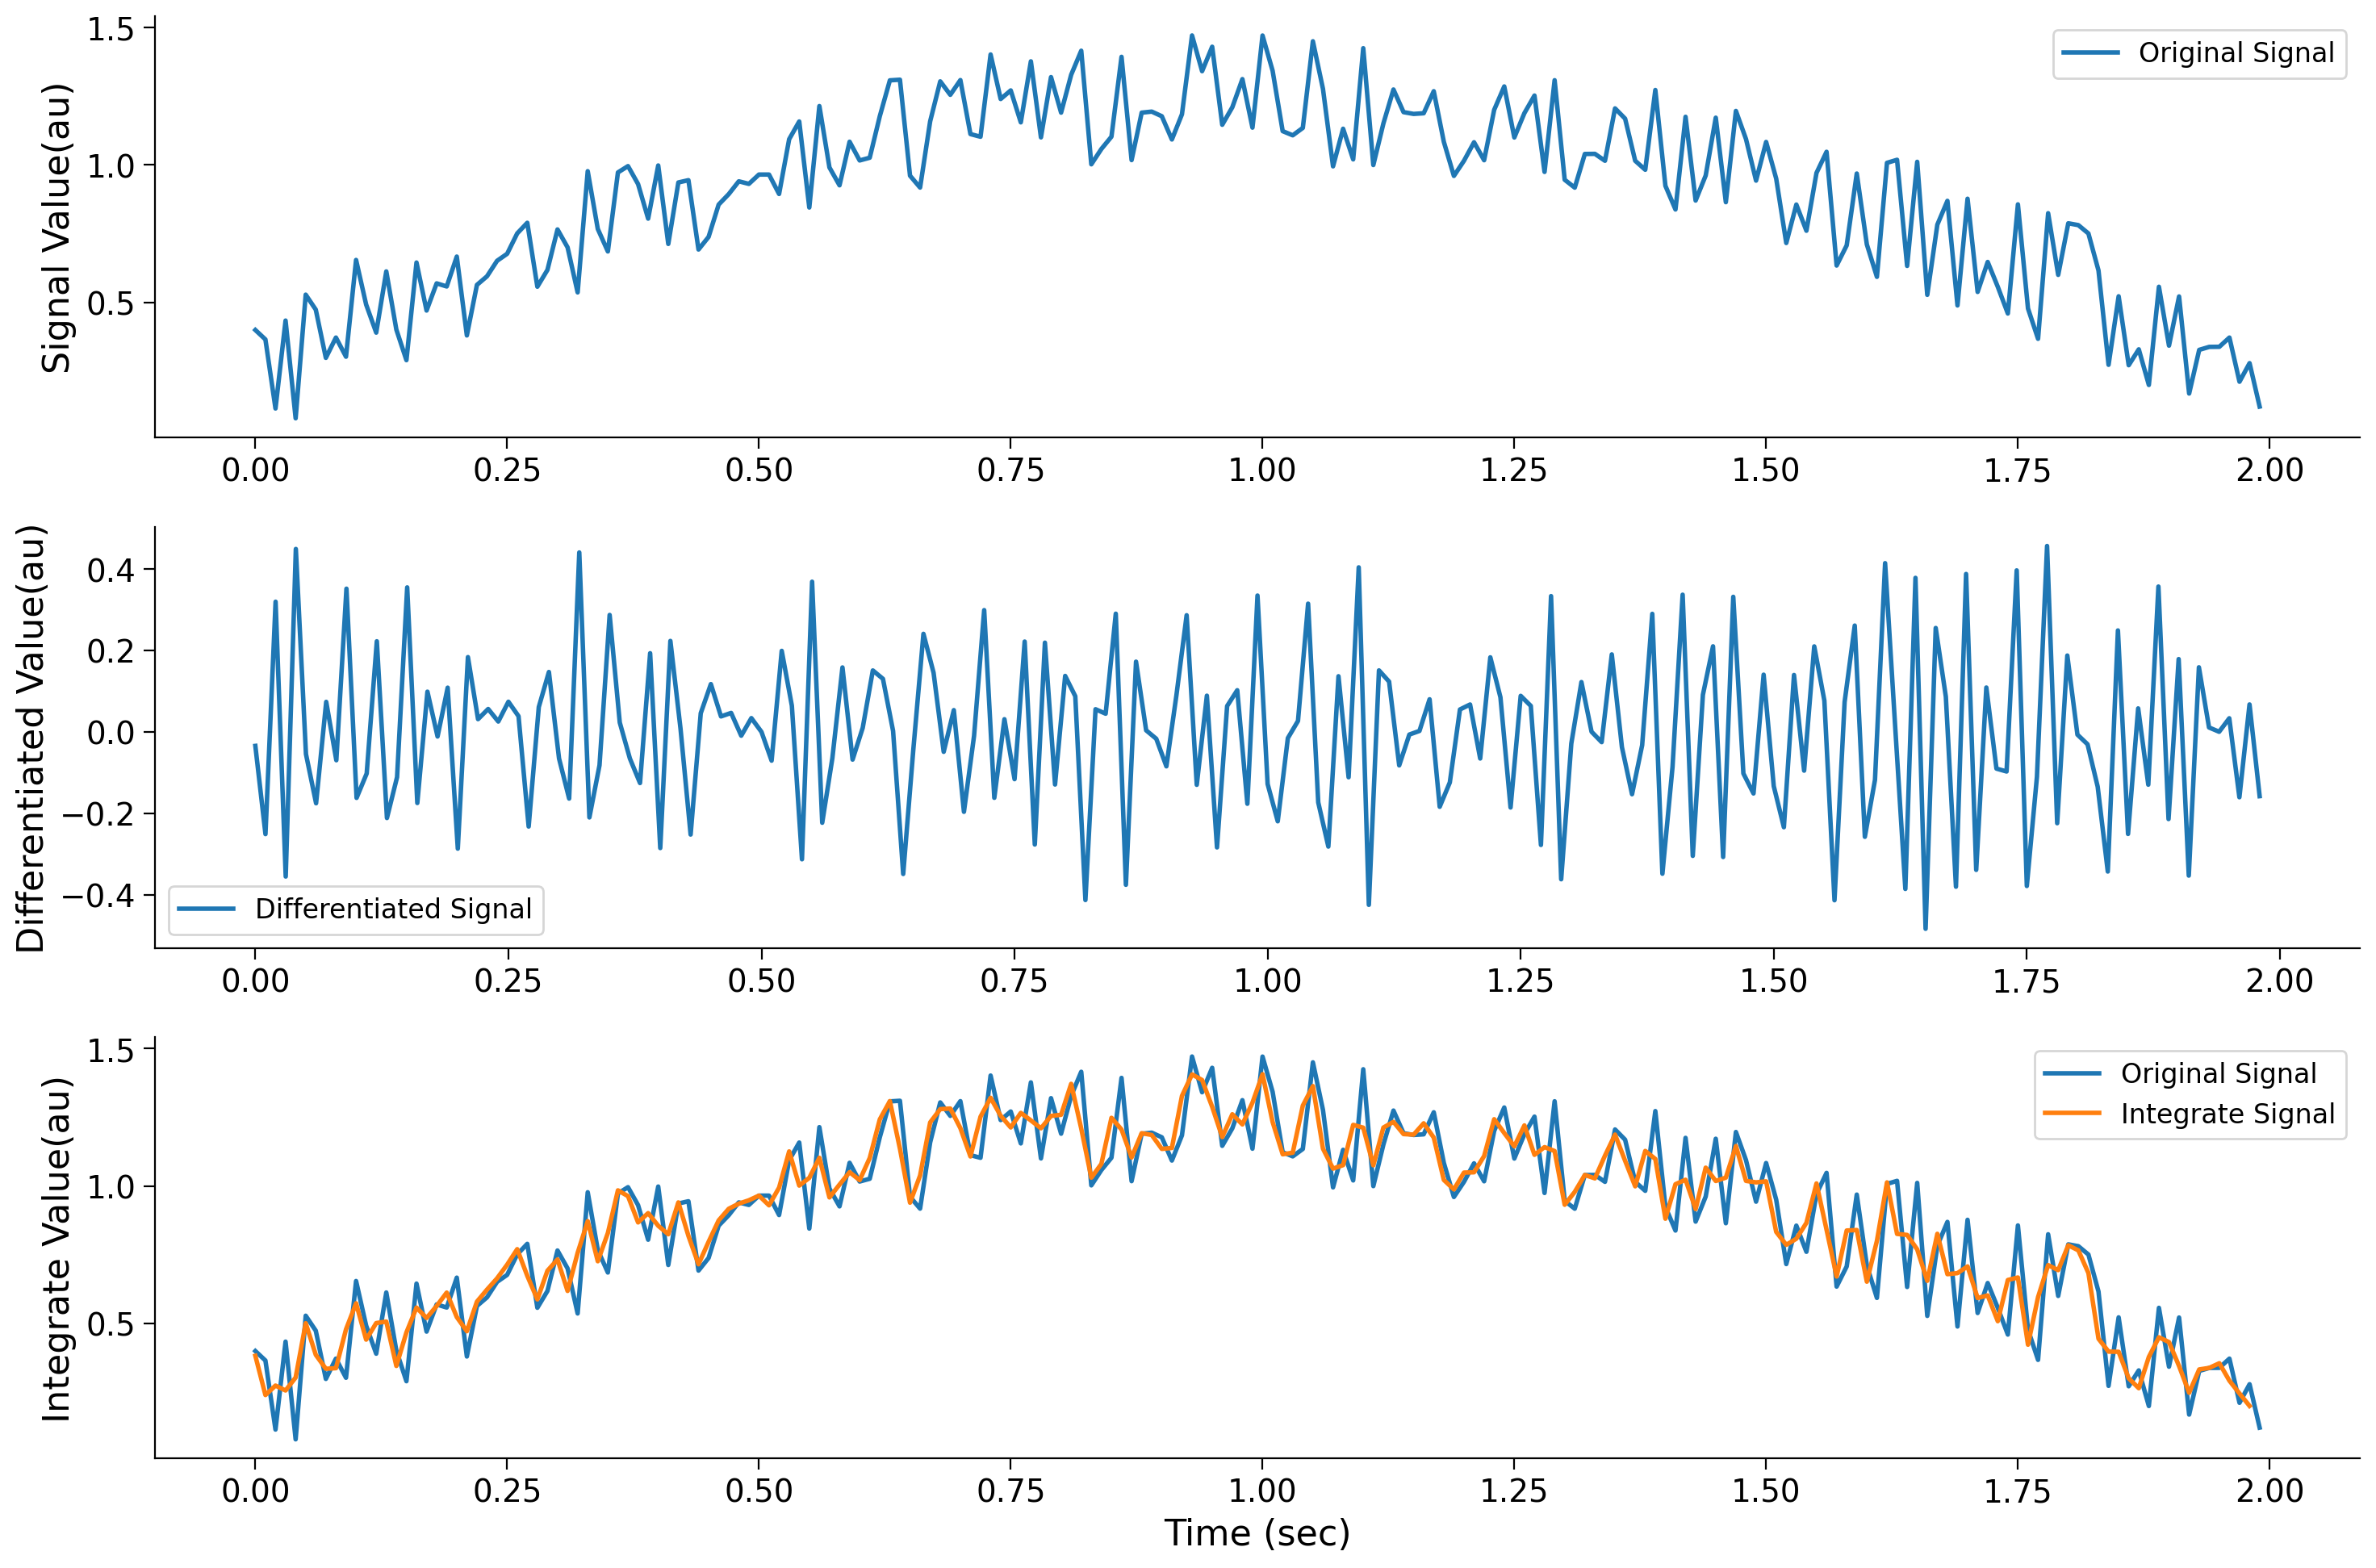 Signal Value(au)
1.5
1.0
0.5
Original Signal
0.00 0.25 0.50 0.75 1.00 1.25 1.50 1.75 2.00
Differentiated Value(au)
0.4
0.2
0.0
−0.2
−0.4
Differentiated Signal
0.00 0.25 0.50 0.75 1.00 1.25 1.50 1.75 2.00
Integrate Value(au)
1.5
1.0
0.5
Original Signal
Integrate Signal
0.00 0.25 0.50 0.75 1.00 1.25 1.50 1.75 2.00
Time (sec)